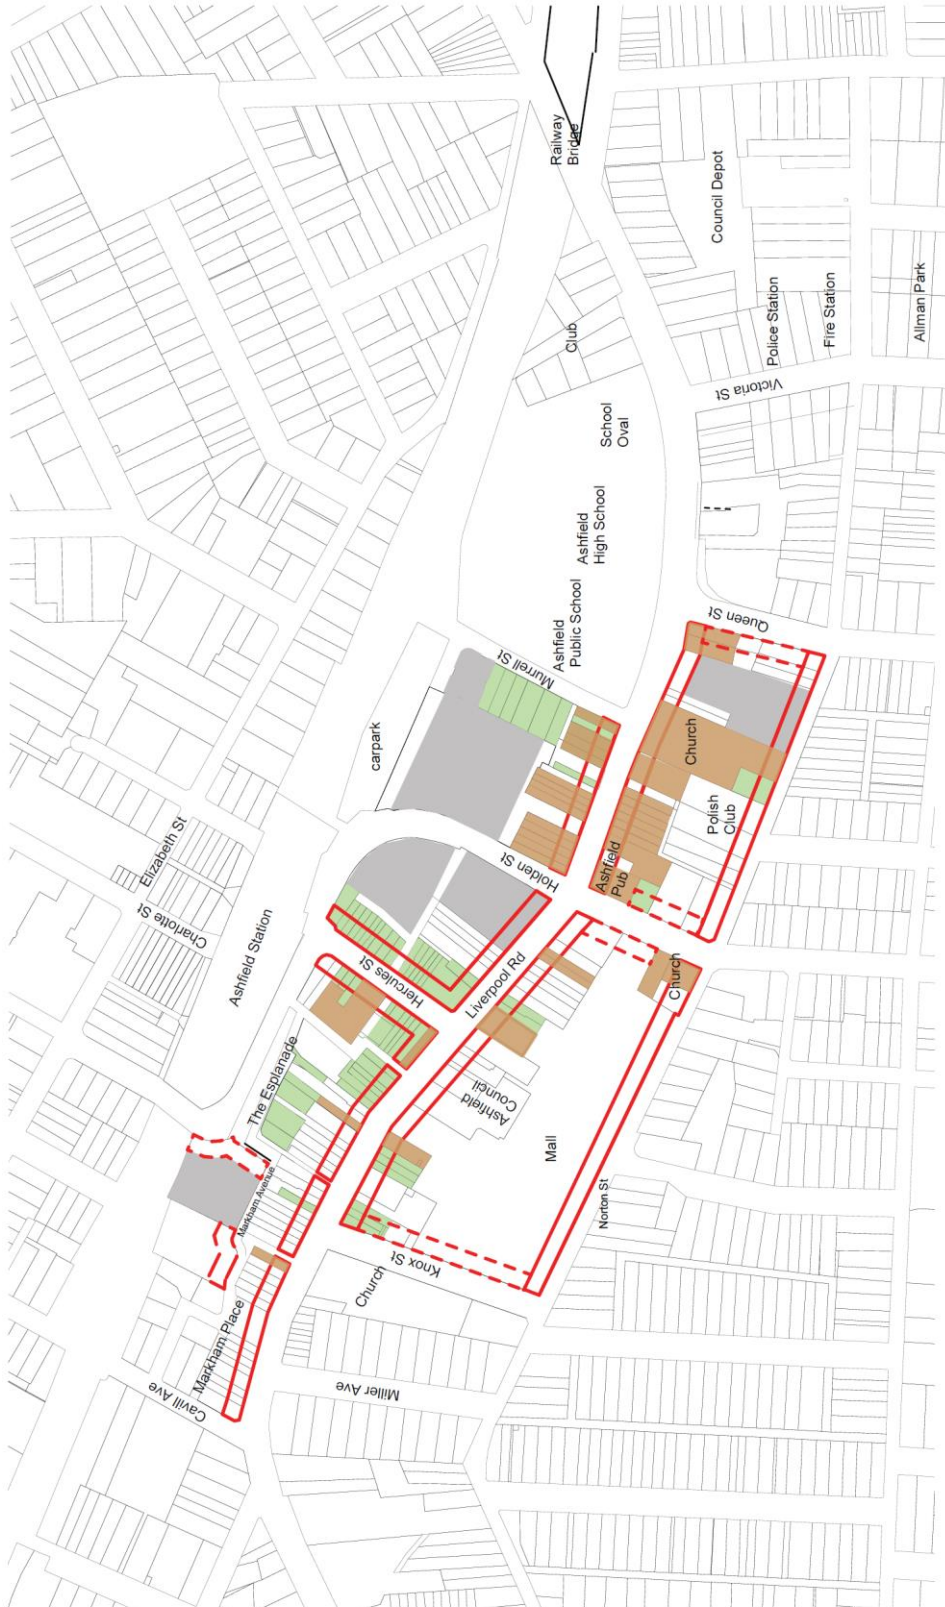 Railway
Bridge
Council Depot
Club
Police Station
Fire Station
Allman Park
School
Oval
Victoria St
Ashfield
High School
Ashfield
Public School
Queen St
Murrell St
carpark
Church
Polish
Club
Elizabeth St
Charlotte St
Holden St
Ashfield
Pub
Ashfield Station
Hercules St
Liverpool Rd
Church
The Esplanade
Ashfield
Council
Mall
Markham Avenue
Norton St
Knox St
Church
Markham Place
Cavill Ave
Miller Ave